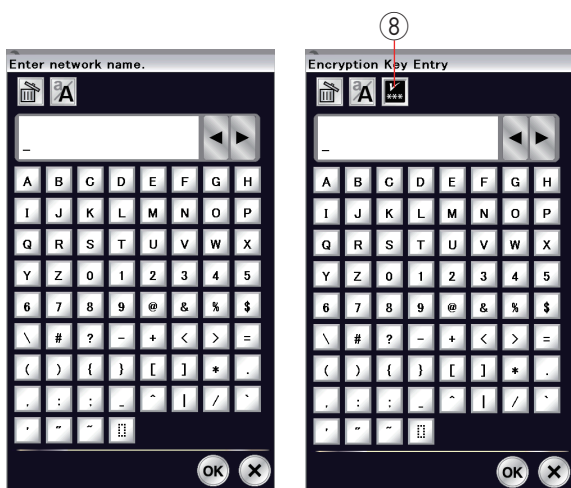 Enter network name.
a/A
_
A B C D E F G H
I J K L M N O P
Q R S T U V W X
Y Z 0 1 2 3 4 5
6 7 8 9 @ & % $
\ # ? - + < > =
( ) { } [ ] * .
, : ; _ ^ | / `
' " ~
OK
⑧
Encryption Key Entry
a/A ***
_
A B C D E F G H
I J K L M N O P
Q R S T U V W X
Y Z 0 1 2 3 4 5
6 7 8 9 @ & % $
\ # ? - + < > =
( ) { } [ ] * .
, : ; _ ^ | / `
' " ~
OK